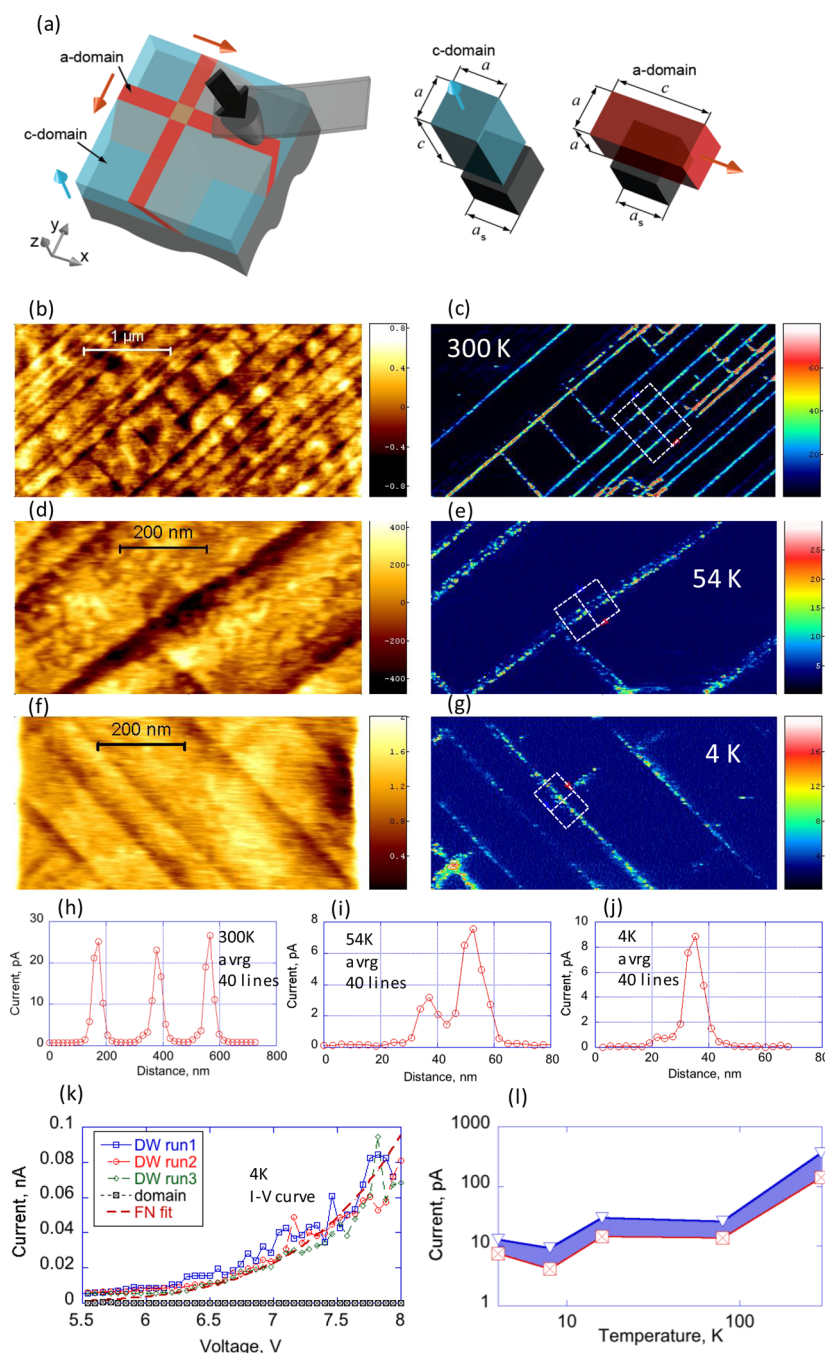 (a)
a-domain
c-domain
y
z
x
c-domain
a
a
c
a_s
a-domain
c
a
a
a_s
(b)
1 µm
0.8
0.4
0
-0.4
-0.8
(c)
300 K
60
40
20
(d)
200 nm
400
200
0
-200
-400
(e)
54 K
25
20
15
10
5
(f)
200 nm
2
1.6
1.2
0.8
0.4
(g)
4 K
16
12
8
4
(h)
Current, pA
30
20
10
0
300K
avrg
40 lines
0 200 400 600 800
Distance, nm
(i)
Current, pA
8
6
4
2
0
54K
avrg
40 lines
0 20 40 60 80
Distance, nm
(j)
Current, pA
10
8
6
4
2
0
4K
avrg
40 lines
0 20 40 60 80
Distance, nm
(k)
Current, nA
0.1
0.08
0.06
0.04
0.02
0
DW run1
DW run2
DW run3
domain
FN fit
4K
I-V curve
5.5 6 6.5 7 7.5 8
Voltage, V
(l)
Current, pA
1000
100
10
1
10 100
Temperature, K